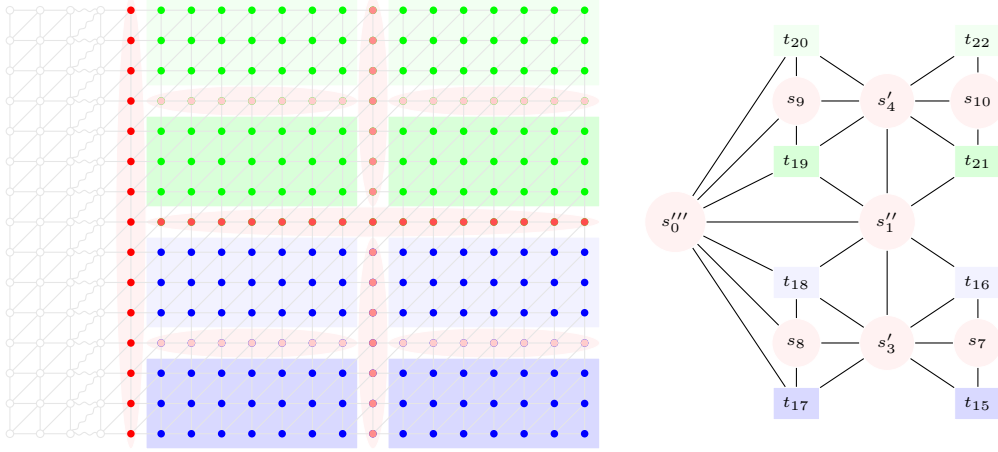 t₂₀ t₂₂
s₉ s′₄ s₁₀
t₁₉ t₂₁
s‴₀ s″₁
t₁₈ t₁₆
s₈ s′₃ s₇
t₁₇ t₁₅